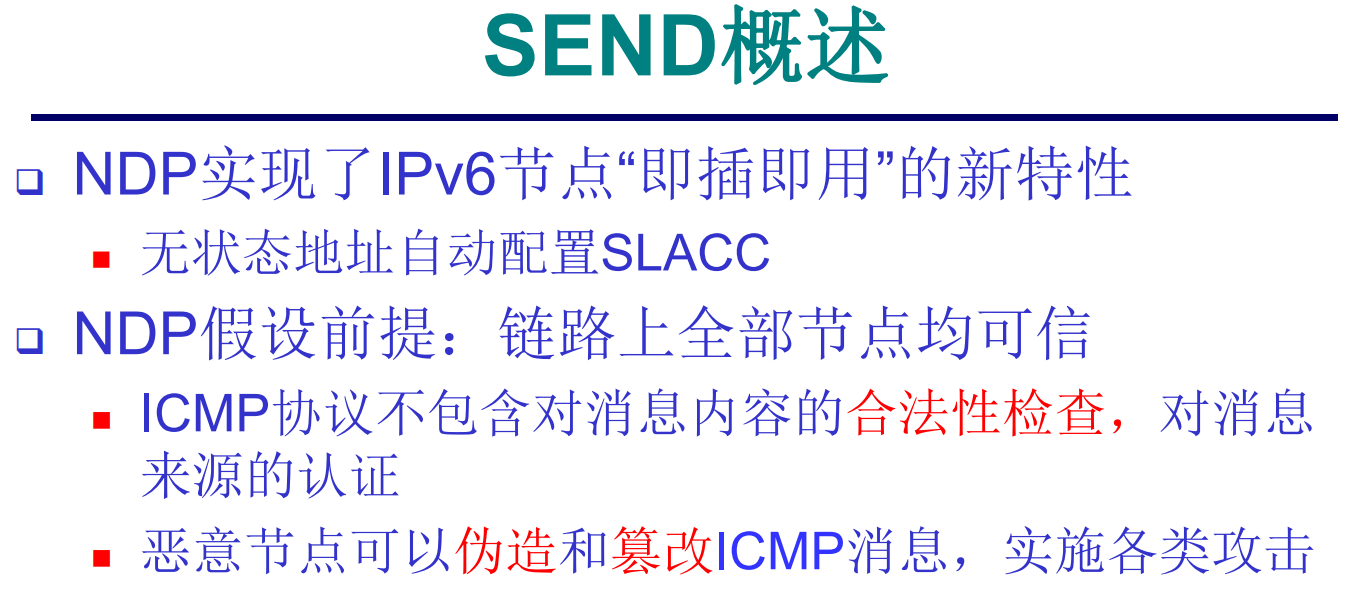 SEND概述
NDP实现了IPv6节点“即插即用”的新特性
无状态地址自动配置SLACC
NDP假设前提：链路上全部节点均可信
ICMP协议不包含对消息内容的合法性检查，对消息
来源的认证
恶意节点可以伪造和篡改ICMP消息，实施各类攻击